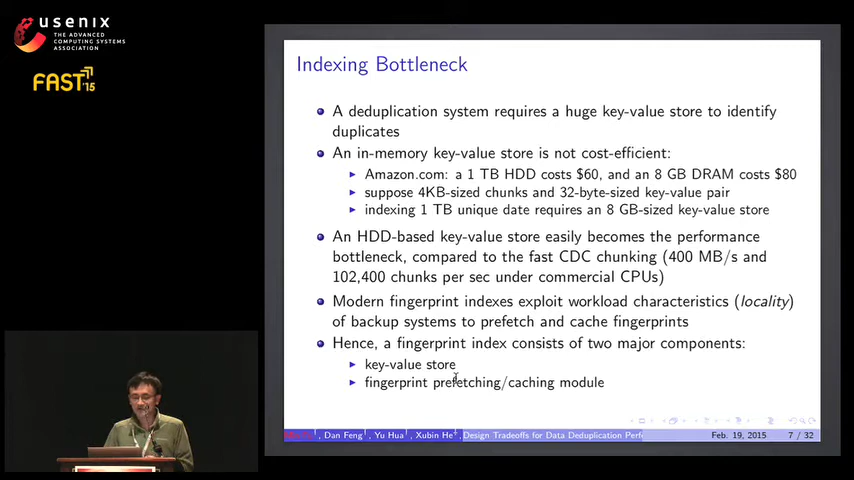 usenix
THE ADVANCED
COMPUTING SYSTEMS
ASSOCIATION
FAST '15
Indexing Bottleneck
A deduplication system requires a huge key-value store to identify
duplicates
An in-memory key-value store is not cost-efficient:
Amazon.com: a 1 TB HDD costs $60, and an 8 GB DRAM costs $80
suppose 4KB-sized chunks and 32-byte-sized key-value pair
indexing 1 TB unique date requires an 8 GB-sized key-value store
An HDD-based key-value store easily becomes the performance
bottleneck, compared to the fast CDC chunking (400 MB/s and
102,400 chunks per sec under commercial CPUs)
Modern fingerprint indexes exploit workload characteristics (locality)
of backup systems to prefetch and cache fingerprints
Hence, a fingerprint index consists of two major components:
key-value store
fingerprint prefetching/caching module
, Dan Feng†, Yu Hua†, Xubin He‡, Design Tradeoffs for Data Deduplication Perf Feb. 19, 2015 7 / 32